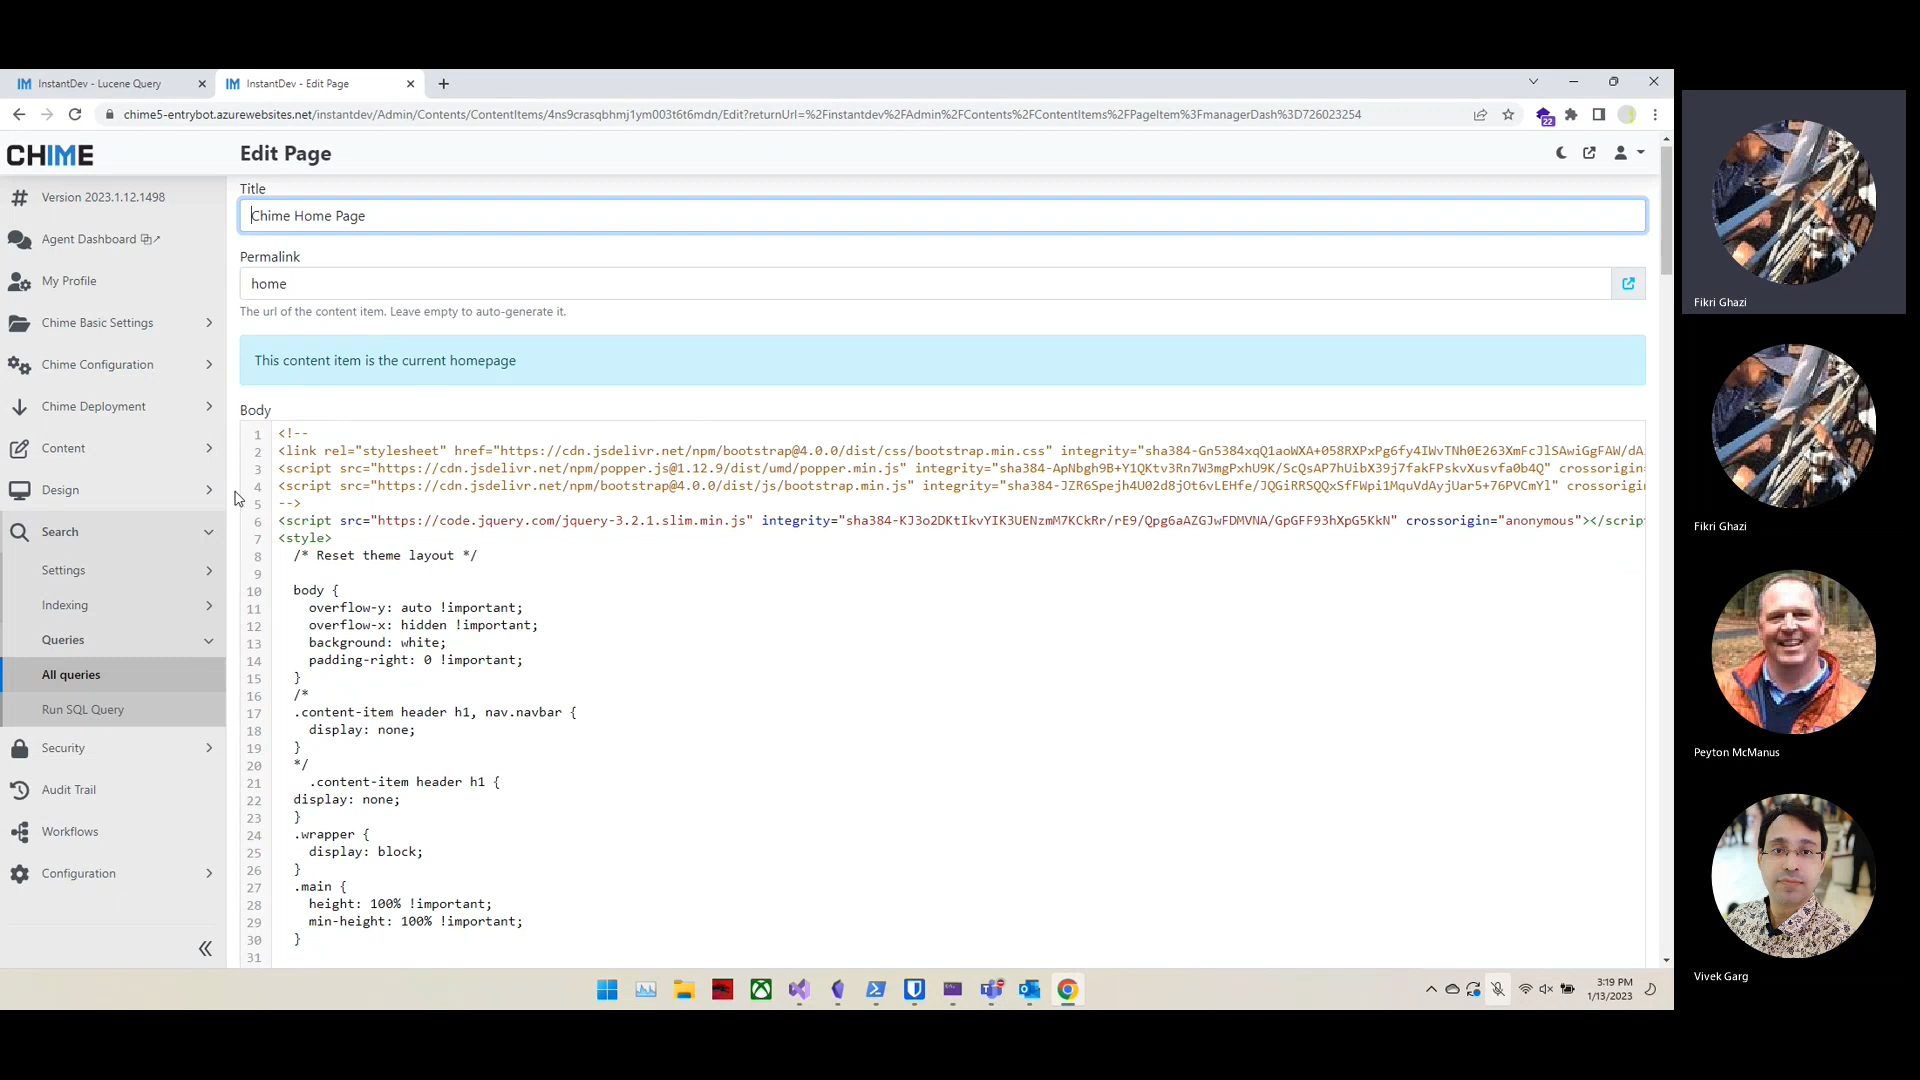 InstantDev - Lucene Query
InstantDev - Edit Page
chime5-entrybot.azurewebsites.net/instantdev/Admin/Contents/ContentItems/4ns9crasqbhmj1ym003t6t6mdn/Edit?returnUrl=%2Finstantdev%2FAdmin%2FContents%2FContentItems%2FPageItem%3FmanagerDash%3D726023254
22
CHIME
Edit Page
Version 2023.1.12.1498
Agent Dashboard
My Profile
Chime Basic Settings
Chime Configuration
Chime Deployment
Content
Design
Search
Settings
Indexing
Queries
All queries
Run SQL Query
Security
Audit Trail
Workflows
Configuration
Title
Chime Home Page
Permalink
home
The url of the content item. Leave empty to auto-generate it.
This content item is the current homepage
Body
1 <!--
2 <link rel="stylesheet" href="https://cdn.jsdelivr.net/npm/bootstrap@4.0.0/dist/css/bootstrap.min.css" integrity="sha384-Gn5384xqQ1aoWXA+058RXPxPg6fy4IWvTNh0E263XmFcJlSAwiGgFAW/dA
3 <script src="https://cdn.jsdelivr.net/npm/popper.js@1.12.9/dist/umd/popper.min.js" integrity="sha384-ApNbgh9B+Y1QKtv3Rn7W3mgPxhU9K/ScQsAP7hUibX39j7fakFPskvXusvfa0b4Q" crossorigin=
4 <script src="https://cdn.jsdelivr.net/npm/bootstrap@4.0.0/dist/js/bootstrap.min.js" integrity="sha384-JZR6Spejh4U02d8jOt6vLEHfe/JQGiRRSQQxSfFWpi1MquVdAyjUar5+76PVCmYl" crossorigi
5 -->
6 <script src="https://code.jquery.com/jquery-3.2.1.slim.min.js" integrity="sha384-KJ3o2DKtIkvYIK3UENzmM7KCkRr/rE9/Qpg6aAZGJwFDMVNA/GpGFF93hXpG5KkN" crossorigin="anonymous"></scrip
7 <style>
8 /* Reset theme layout */
9
10 body {
11 overflow-y: auto !important;
12 overflow-x: hidden !important;
13 background: white;
14 padding-right: 0 !important;
15 }
16 /*
17 .content-item header h1, nav.navbar {
18 display: none;
19 }
20 */
21 .content-item header h1 {
22 display: none;
23 }
24 .wrapper {
25 display: block;
26 }
27 .main {
28 height: 100% !important;
29 min-height: 100% !important;
30 }
31
3:19 PM
1/13/2023
Fikri Ghazi
Fikri Ghazi
Peyton McManus
Vivek Garg